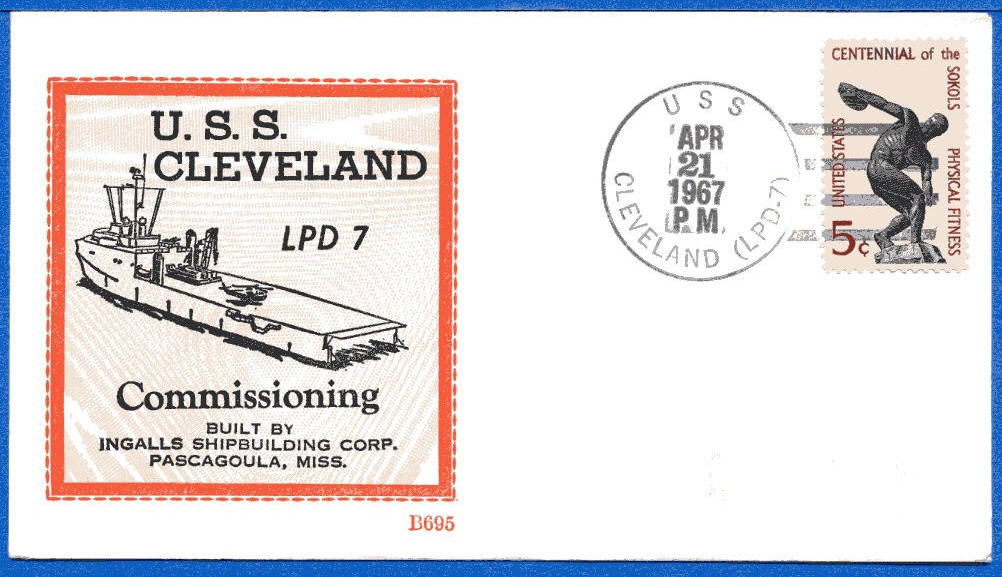 U. S. S.
CLEVELAND
LPD 7
Commissioning
BUILT BY
INGALLS SHIPBUILDING CORP.
PASCAGOULA, MISS.
B695
USS
APR
21
1967
P.M.
CLEVELAND (LPD-7)
CENTENNIAL of the
SOKOLS PHYSICAL FITNESS
UNITED STATES
5¢